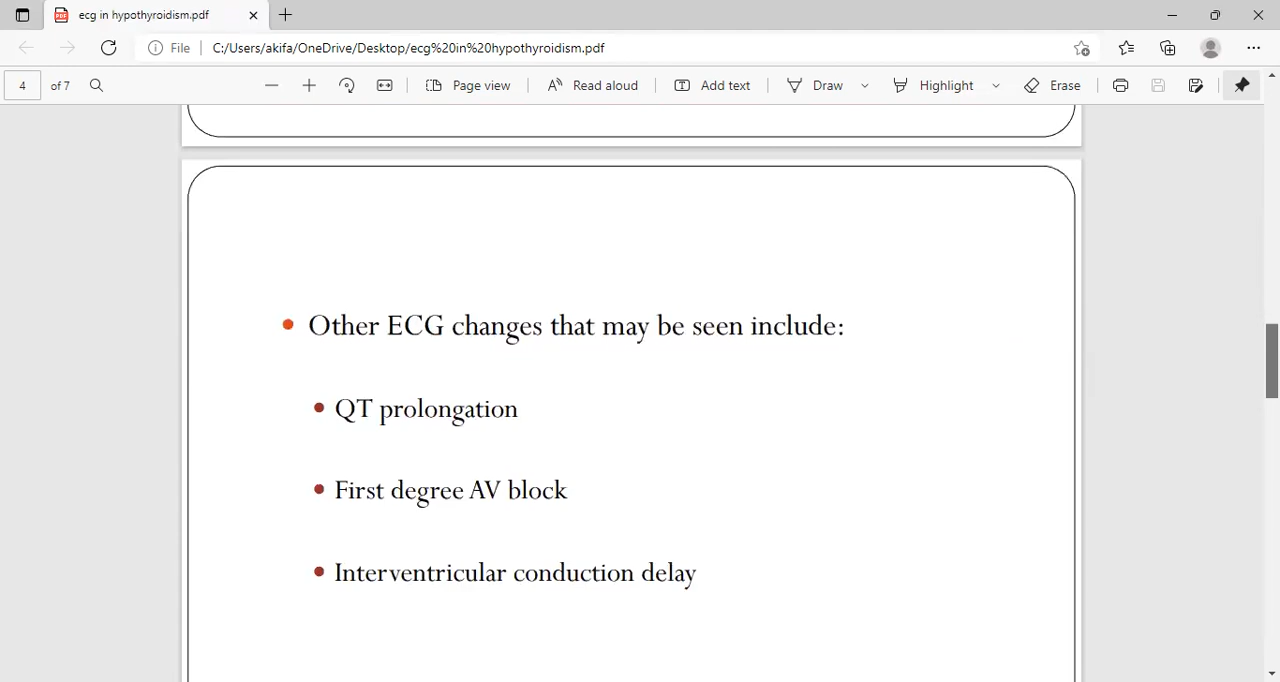 ecg in hypothyroidism.pdf
File C:/Users/akifa/OneDrive/Desktop/ecg%20in%20hypothyroidism.pdf
4 of 7 Page view Read aloud Add text Draw Highlight Erase
Other ECG changes that may be seen include:
QT prolongation
First degree AV block
Interventricular conduction delay